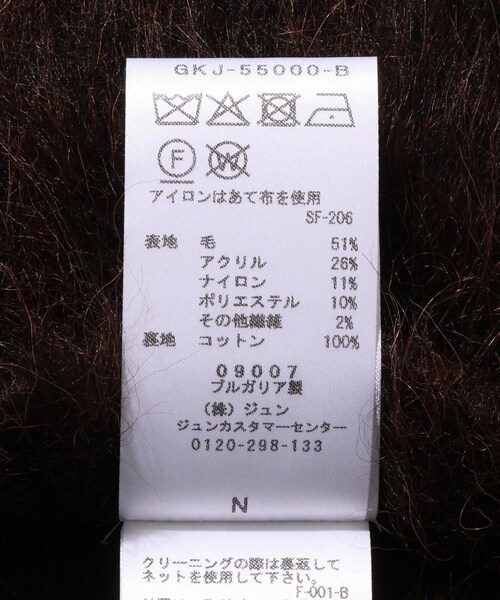 GKJ-55000-B
F W
アイロンはあて布を使用
SF-206
表地 毛 51%
アクリル 26%
ナイロン 11%
ポリエステル 10%
その他繊維 2%
裏地 コットン 100%
09007
ブルガリア製
(株)ジュン
ジュンカスタマーセンター
0120-298-133
N
クリーニングの際は裏返して
ネットを使用して下さい。
F-001-B